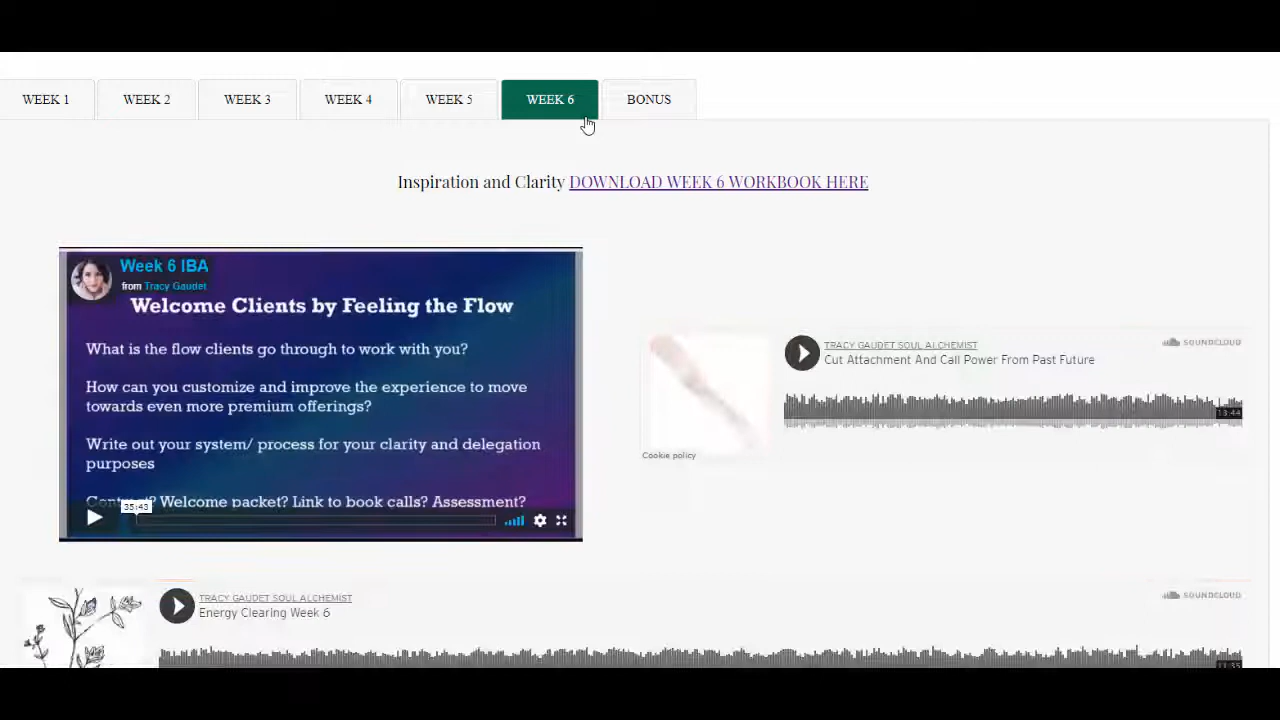 WEEK 1
WEEK 2
WEEK 3
WEEK 4
WEEK 5
WEEK 6
BONUS
Inspiration and Clarity DOWNLOAD WEEK 6 WORKBOOK HERE
Week 6 IBA
from Tracy Gaudet
Welcome Clients by Feeling the Flow
What is the flow clients go through to work with you?
How can you customize and improve the experience to move
towards even more premium offerings?
Write out your system/ process for your clarity and delegation
purposes
Contract? Welcome packet? Link to book calls? Assessment?
35:43
TRACY GAUDET SOUL ALCHEMIST
SOUNDCLOUD
Cut Attachment And Call Power From Past Future
13:44
Cookie policy
TRACY GAUDET SOUL ALCHEMIST
SOUNDCLOUD
Energy Clearing Week 6
11:35